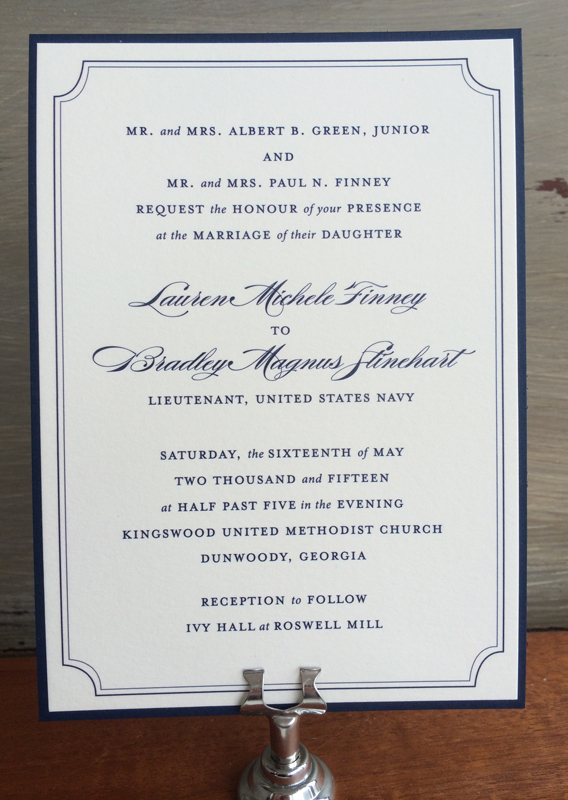 MR. and MRS. ALBERT B. GREEN, JUNIOR
AND
MR. and MRS. PAUL N. FINNEY
REQUEST the HONOUR of your PRESENCE
at the MARRIAGE of their DAUGHTER
Lauren Michele Finney
TO
Bradley Magnus Stinehart
LIEUTENANT, UNITED STATES NAVY
SATURDAY, the SIXTEENTH of MAY
TWO THOUSAND and FIFTEEN
at HALF PAST FIVE in the EVENING
KINGSWOOD UNITED METHODIST CHURCH
DUNWOODY, GEORGIA
RECEPTION to FOLLOW
IVY HALL at ROSWELL MILL